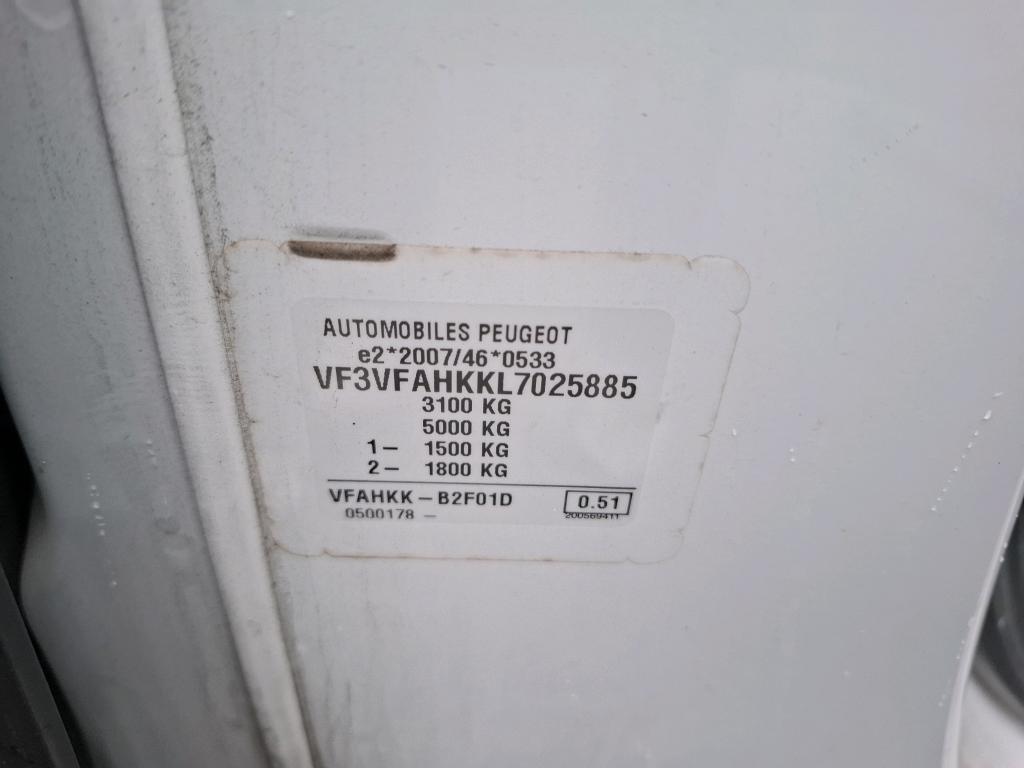 AUTOMOBILES PEUGEOT
e2*2007/46*0533
VF3VFAHKKL7025885
3100 KG
5000 KG
1- 1500 KG
2- 1800 KG
VFAHKK-B2F01D 0.51
0500178 - 200569411